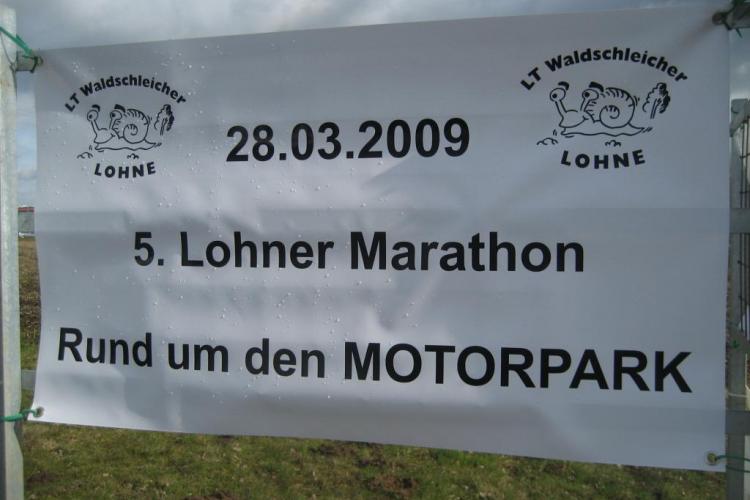 LT Waldschleicher
LOHNE
LT Waldschleicher
LOHNE
28.03.2009
5. Lohner Marathon
Rund um den MOTORPARK